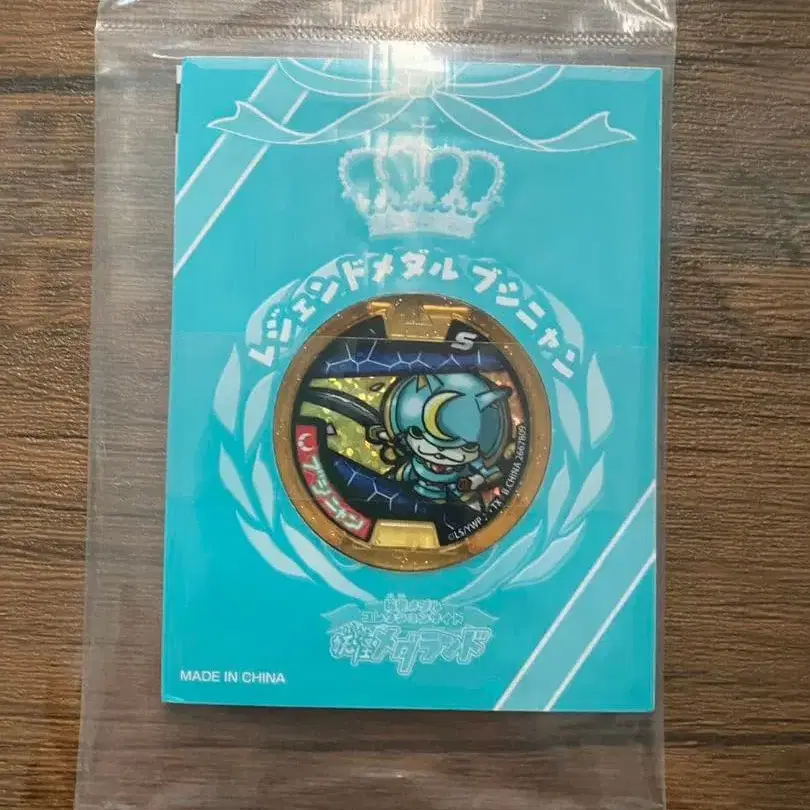 レジェンドメダル ブシニャン
S
ブシニャン
©LS/YWP・TX B,CHINA 2667B09
妖怪メダル
コレクションサイト
妖怪メダランド
MADE IN CHINA